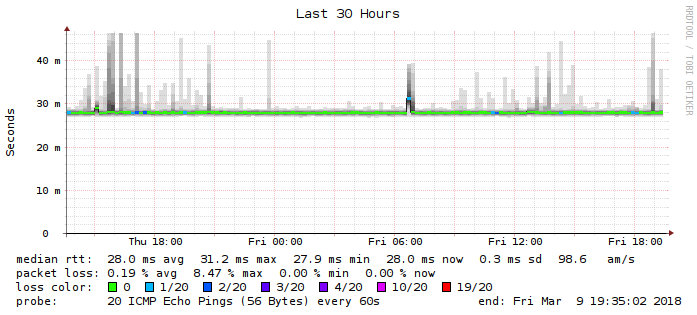 Last 30 Hours
RRDTOOL / TOBI OETIKER
Seconds
40 m
30 m
20 m
10 m
0
Thu 18:00 Fri 00:00 Fri 06:00 Fri 12:00 Fri 18:00
median rtt: 28.0 ms avg 31.2 ms max 27.9 ms min 28.0 ms now 0.3 ms sd 98.6 am/s
packet loss: 0.19 % avg 8.47 % max 0.00 % min 0.00 % now
loss color: 0 1/20 2/20 3/20 4/20 10/20 19/20
probe: 20 ICMP Echo Pings (56 Bytes) every 60s end: Fri Mar 9 19:35:02 2018